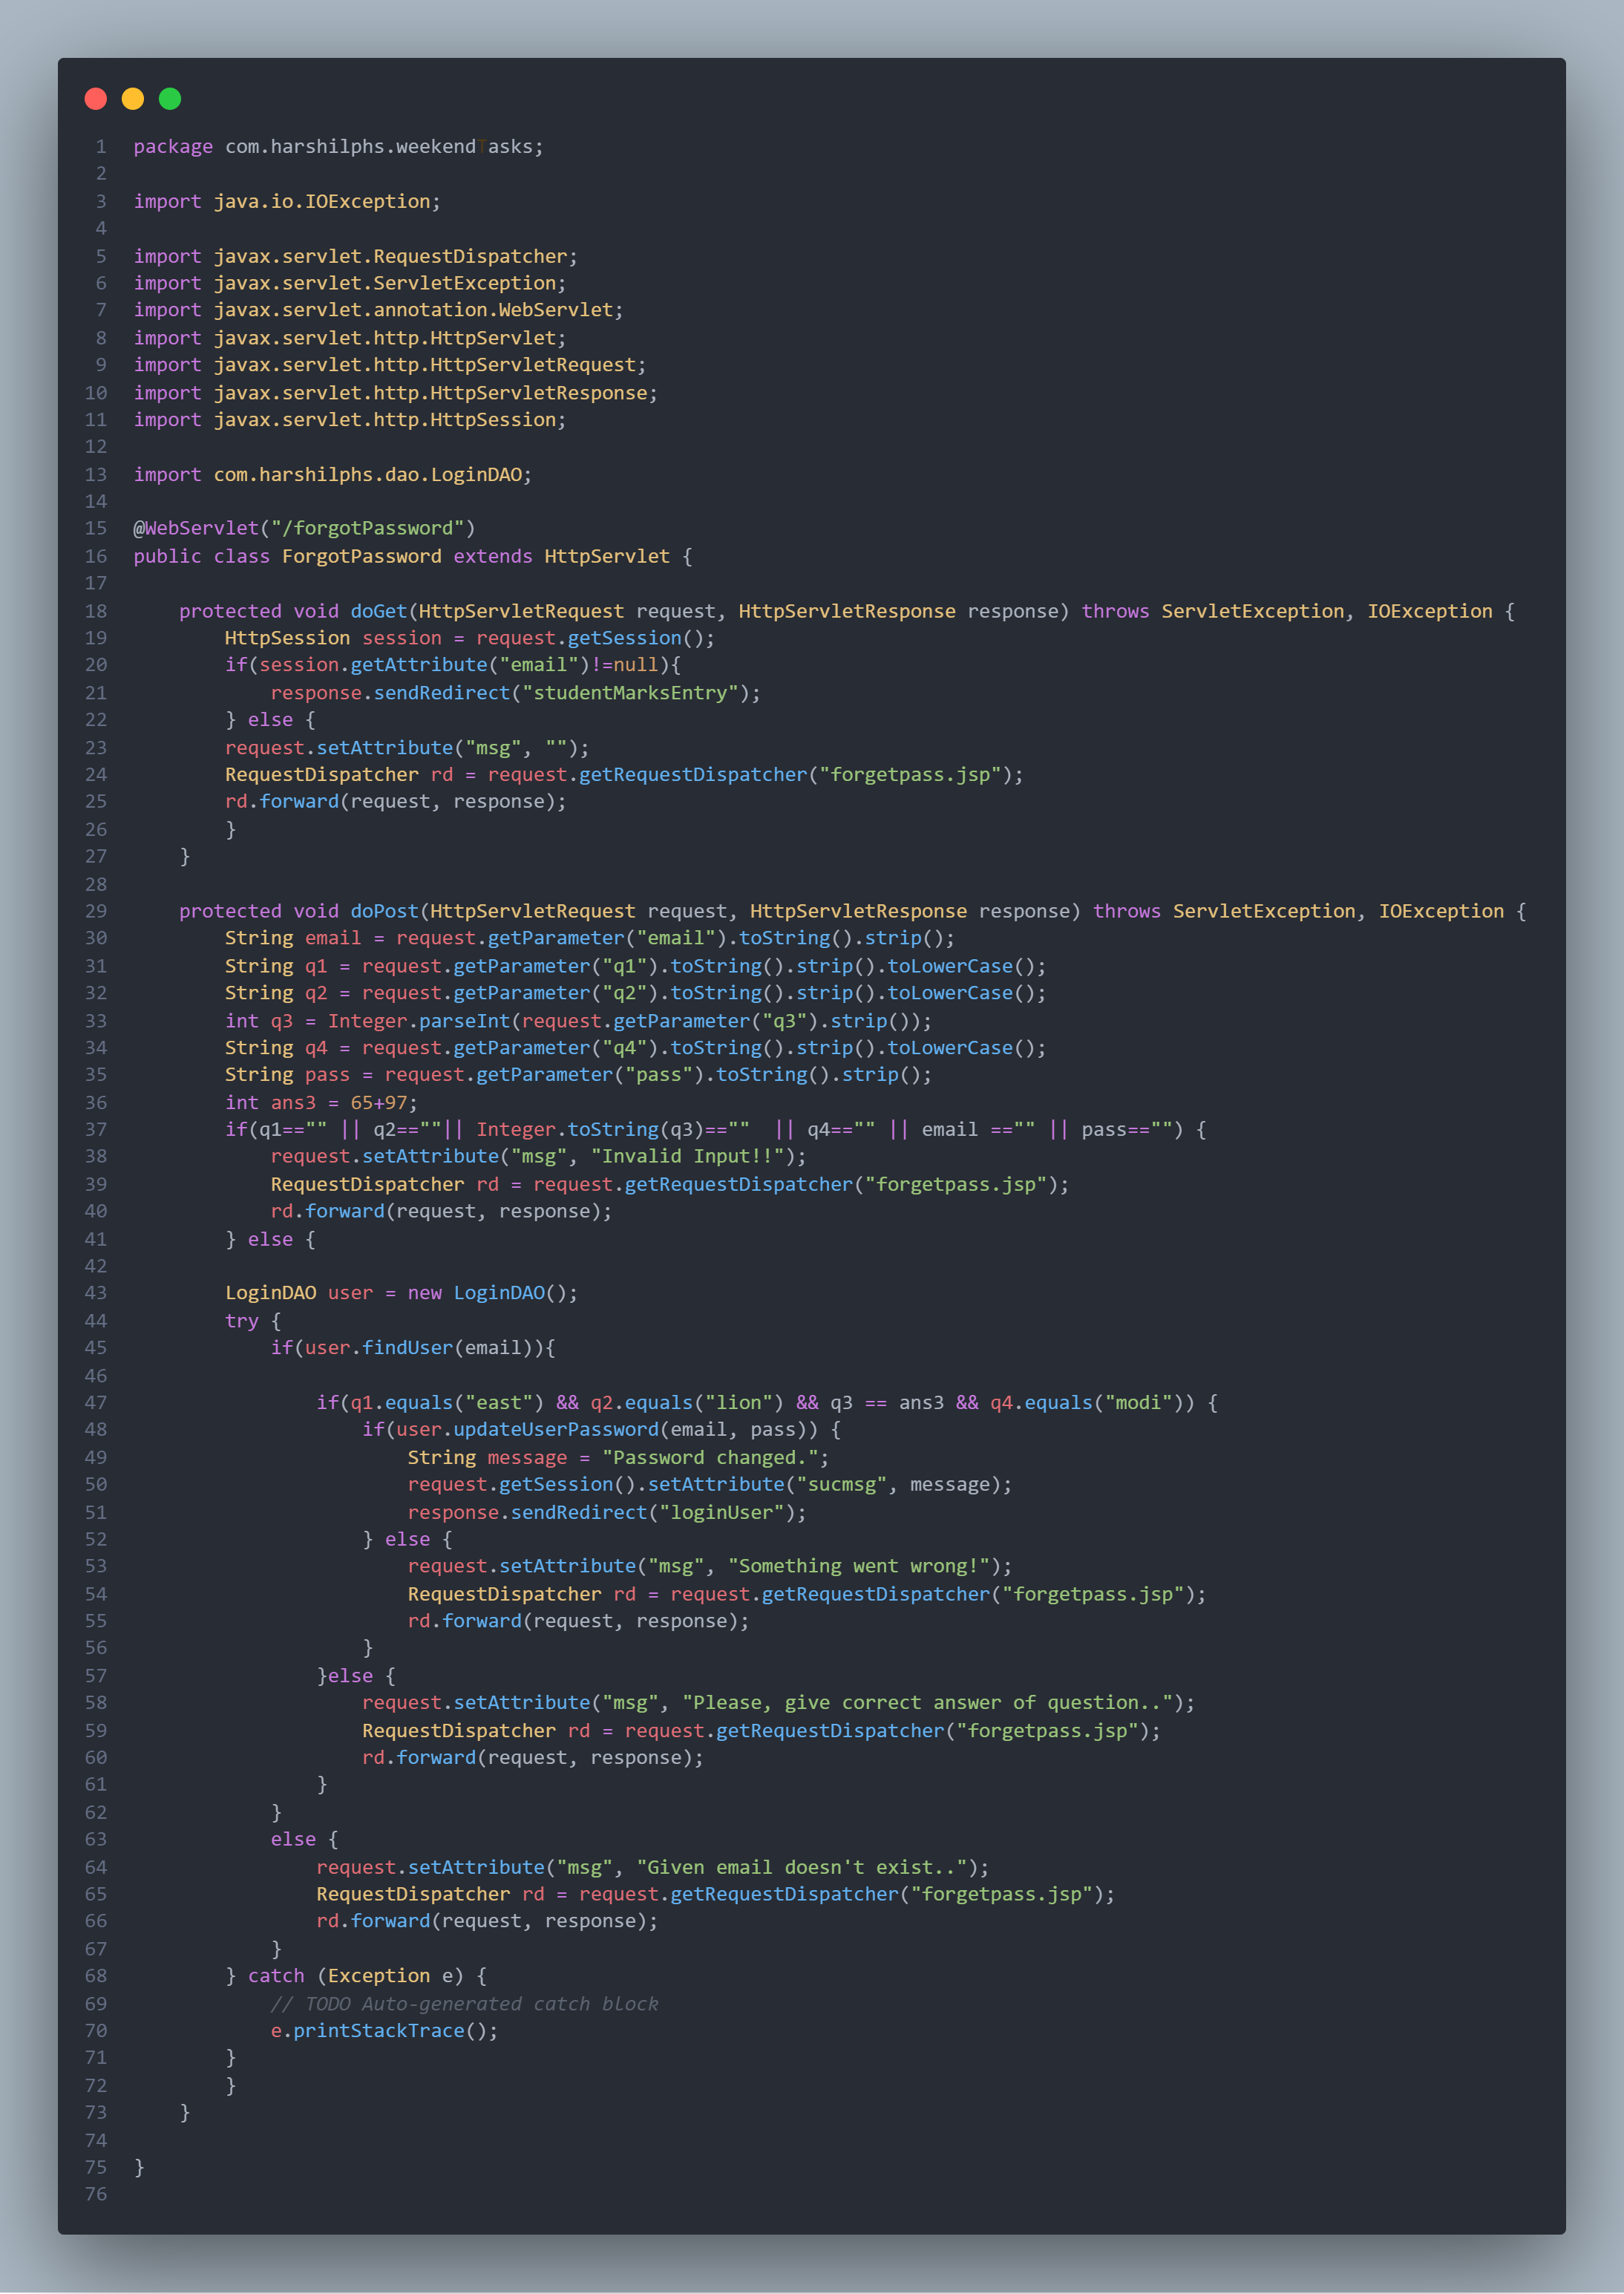 1 package com.harshilphs.weekendTasks;
2
3 import java.io.IOException;
4
5 import javax.servlet.RequestDispatcher;
6 import javax.servlet.ServletException;
7 import javax.servlet.annotation.WebServlet;
8 import javax.servlet.http.HttpServlet;
9 import javax.servlet.http.HttpServletRequest;
10 import javax.servlet.http.HttpServletResponse;
11 import javax.servlet.http.HttpSession;
12
13 import com.harshilphs.dao.LoginDAO;
14
15 @WebServlet("/forgotPassword")
16 public class ForgotPassword extends HttpServlet {
17
18     protected void doGet(HttpServletRequest request, HttpServletResponse response) throws ServletException, IOException {
19         HttpSession session = request.getSession();
20         if(session.getAttribute("email")!=null){
21             response.sendRedirect("studentMarksEntry");
22         } else {
23         request.setAttribute("msg", "");
24         RequestDispatcher rd = request.getRequestDispatcher("forgetpass.jsp");
25         rd.forward(request, response);
26         }
27     }
28
29     protected void doPost(HttpServletRequest request, HttpServletResponse response) throws ServletException, IOException {
30         String email = request.getParameter("email").toString().strip();
31         String q1 = request.getParameter("q1").toString().strip().toLowerCase();
32         String q2 = request.getParameter("q2").toString().strip().toLowerCase();
33         int q3 = Integer.parseInt(request.getParameter("q3").strip());
34         String q4 = request.getParameter("q4").toString().strip().toLowerCase();
35         String pass = request.getParameter("pass").toString().strip();
36         int ans3 = 65+97;
37         if(q1=="" || q2==""|| Integer.toString(q3)==""  || q4=="" || email =="" || pass=="") {
38             request.setAttribute("msg", "Invalid Input!!");
39             RequestDispatcher rd = request.getRequestDispatcher("forgetpass.jsp");
40             rd.forward(request, response);
41         } else {
42
43         LoginDAO user = new LoginDAO();
44         try {
45             if(user.findUser(email)){
46
47                 if(q1.equals("east") && q2.equals("lion") && q3 == ans3 && q4.equals("modi")) {
48                     if(user.updateUserPassword(email, pass)) {
49                         String message = "Password changed.";
50                         request.getSession().setAttribute("sucmsg", message);
51                         response.sendRedirect("loginUser");
52                     } else {
53                         request.setAttribute("msg", "Something went wrong!");
54                         RequestDispatcher rd = request.getRequestDispatcher("forgetpass.jsp");
55                         rd.forward(request, response);
56                     }
57                 }else {
58                     request.setAttribute("msg", "Please, give correct answer of question..");
59                     RequestDispatcher rd = request.getRequestDispatcher("forgetpass.jsp");
60                     rd.forward(request, response);
61                 }
62             }
63             else {
64                 request.setAttribute("msg", "Given email doesn't exist..");
65                 RequestDispatcher rd = request.getRequestDispatcher("forgetpass.jsp");
66                 rd.forward(request, response);
67             }
68         } catch (Exception e) {
69             // TODO Auto-generated catch block
70             e.printStackTrace();
71         }
72         }
73     }
74
75 }
76